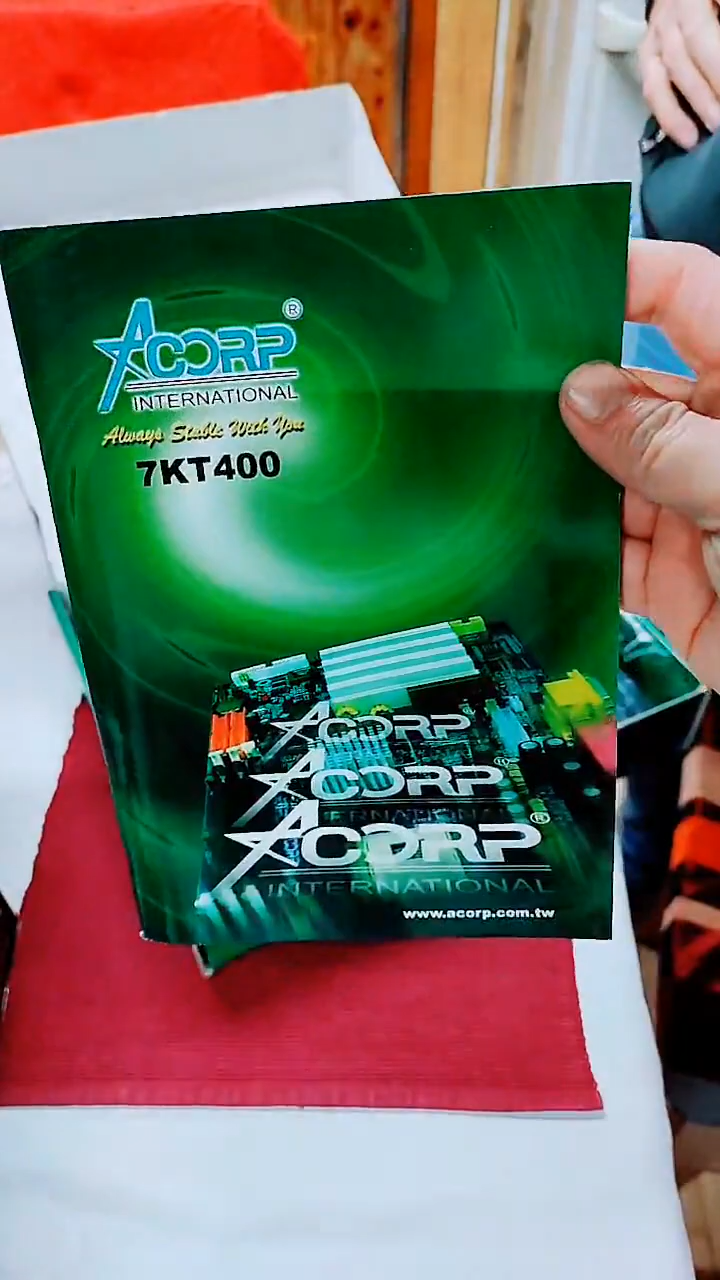 ACORP®
INTERNATIONAL
Always Stable With You
7KT400
ACORP®
ACORP®
INTERNATIONAL
ACORP®
INTERNATIONAL
www.acorp.com.tw